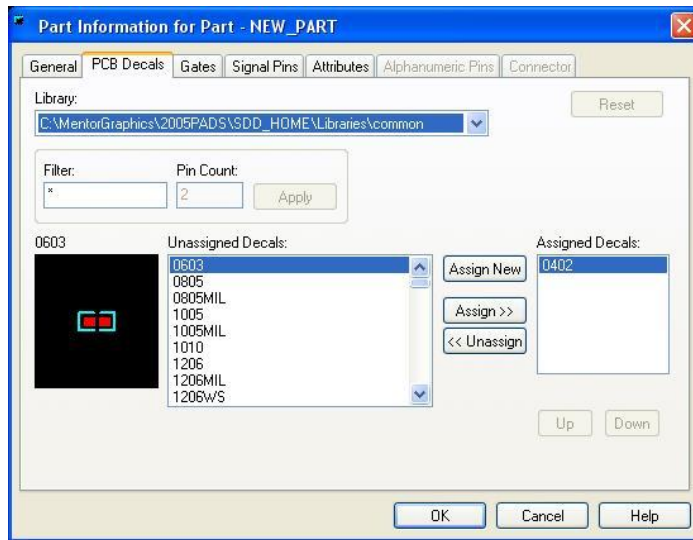 Part Information for Part - NEW_PART
General PCB Decals Gates Signal Pins Attributes Alphanumeric Pins Connector
Library:
C:\MentorGraphics\2005PADS\SDD_HOME\Libraries\common
Reset
Filter: Pin Count:
* 2 Apply
0603 Unassigned Decals: Assigned Decals:
0603 Assign New 0402
0805
0805MIL
1005 Assign >>
1005MIL << Unassign
1010
1206
1206MIL
1206WS
Up Down
OK Cancel Help